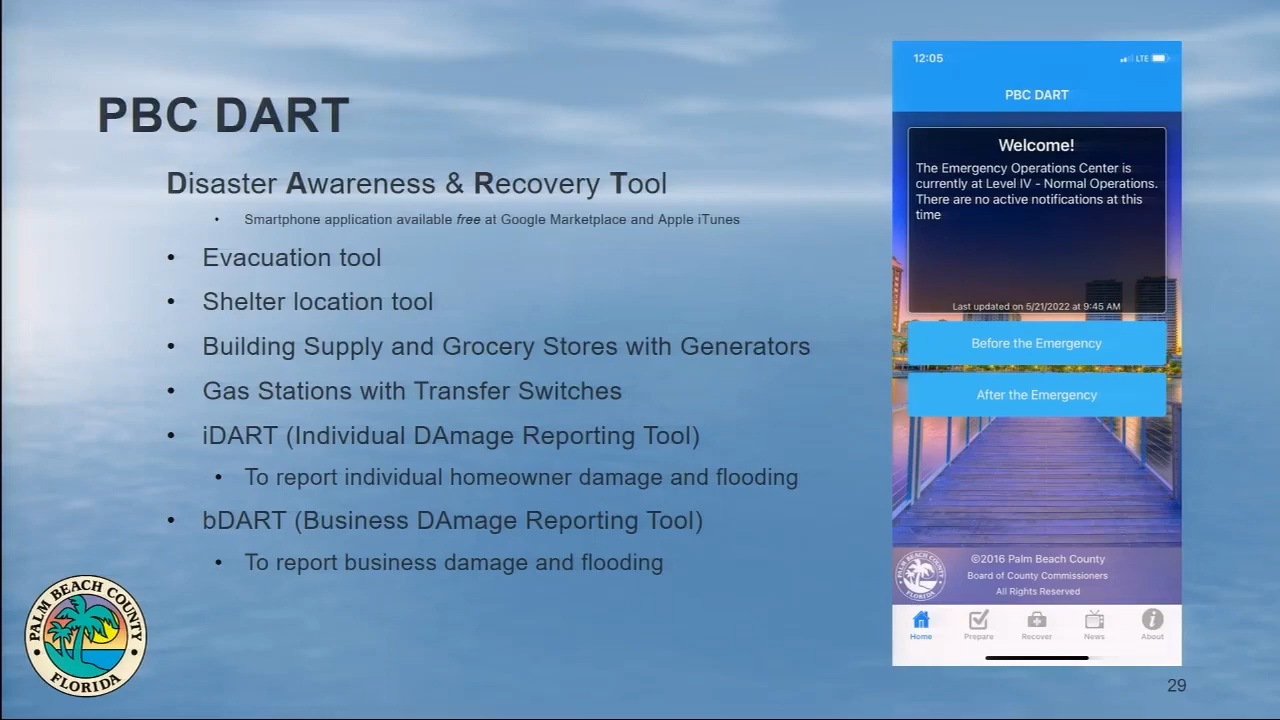 PBC DART
Disaster Awareness & Recovery Tool
• Smartphone application available free at Google Marketplace and Apple iTunes
• Evacuation tool
• Shelter location tool
• Building Supply and Grocery Stores with Generators
• Gas Stations with Transfer Switches
• iDART (Individual DAmage Reporting Tool)
• To report individual homeowner damage and flooding
• bDART (Business DAmage Reporting Tool)
• To report business damage and flooding
PALM BEACH COUNTY
FLORIDA
12:05
LTE
PBC DART
Welcome!
The Emergency Operations Center is
currently at Level IV - Normal Operations.
There are no active notifications at this
time
Last updated on 5/21/2022 at 9:45 AM
Before the Emergency
After the Emergency
PALM BEACH COUNTY
FLORIDA
©2016 Palm Beach County
Board of County Commissioners
All Rights Reserved
Home Prepare Recover News About
29